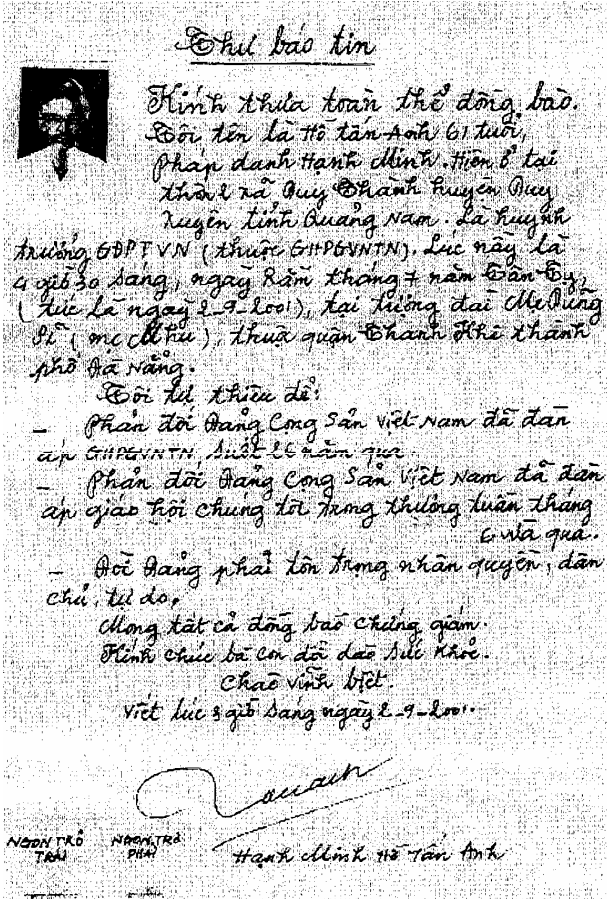 Thư báo tin
Kính thưa toàn thể đồng bào.
Tôi tên là Hồ tấn Anh 61 tuổi,
Pháp danh Hạnh Minh. Hiện ở tại
thôn 2 xã Duy Thành huyện Duy
Xuyên tỉnh Quảng Nam. Là huynh
trưởng GĐPTVN (thuộc GHPGVNTN). Lúc này là
4 giờ 30 sáng, ngày Rằm tháng 7 năm Tân Tỵ,
(tức là ngày 2-9-2001), tại tượng đài Mẹ Dũng
Sĩ (mẹ Nhu), thuộc quận Thanh Khê thành
phố Đà Nẵng.
Tôi tự thiêu để:
- Phản đối Đảng Cộng Sản Việt Nam đã đàn
áp GHPGVNTN suốt 26 năm qua.
- Phản đối Đảng Cộng Sản Việt Nam đã đàn
áp giáo hội chúng tôi trong thượng tuần tháng
6 vừa qua.
- Đòi Đảng phải tôn trọng nhân quyền, dân
chủ, tự do.
Mong tất cả đồng bào chứng giám.
Kính chúc bà con dồi dào sức khỏe.
Chào vĩnh biệt.
Viết lúc 3 giờ sáng ngày 2-9-2001.
NGÓN TRỎ NGÓN TRỎ
TRÁI PHẢI
Hạnh Minh Hồ Tấn Anh